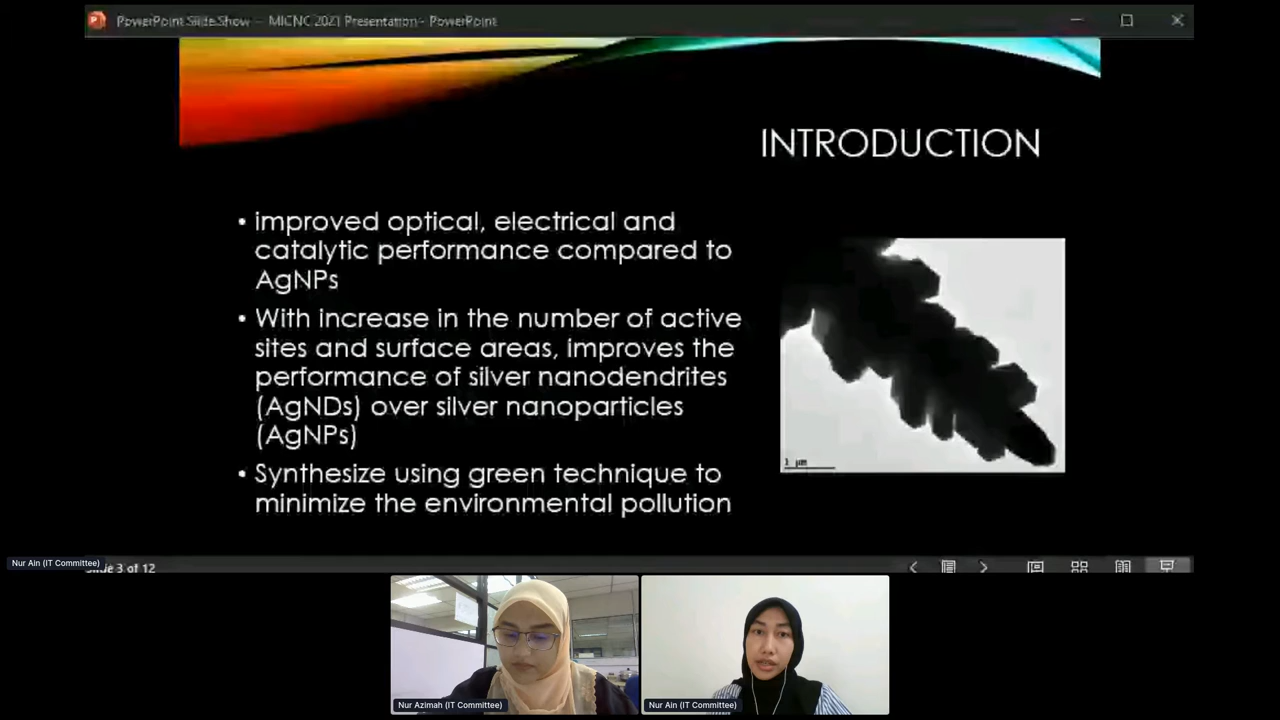 PowerPoint Slide Show - MICNC 2021 Presentation - PowerPoint
INTRODUCTION
• improved optical, electrical and
catalytic performance compared to
AgNPs
• With increase in the number of active
sites and surface areas, improves the
performance of silver nanodendrites
(AgNDs) over silver nanoparticles
(AgNPs)
• Synthesize using green technique to
minimize the environmental pollution
1 µm
Nur Ain (IT Committee)
Slide 3 of 12
Nur Azimah (IT Committee)
Nur Ain (IT Committee)